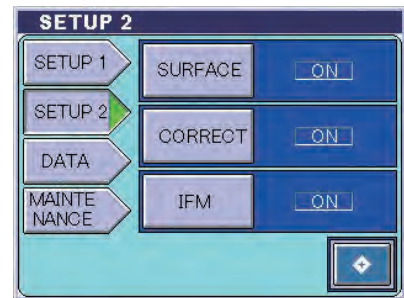 SETUP 2
SETUP 1
SETUP 2
DATA
MAINTE
NANCE
SURFACE ON
CORRECT ON
IFM ON